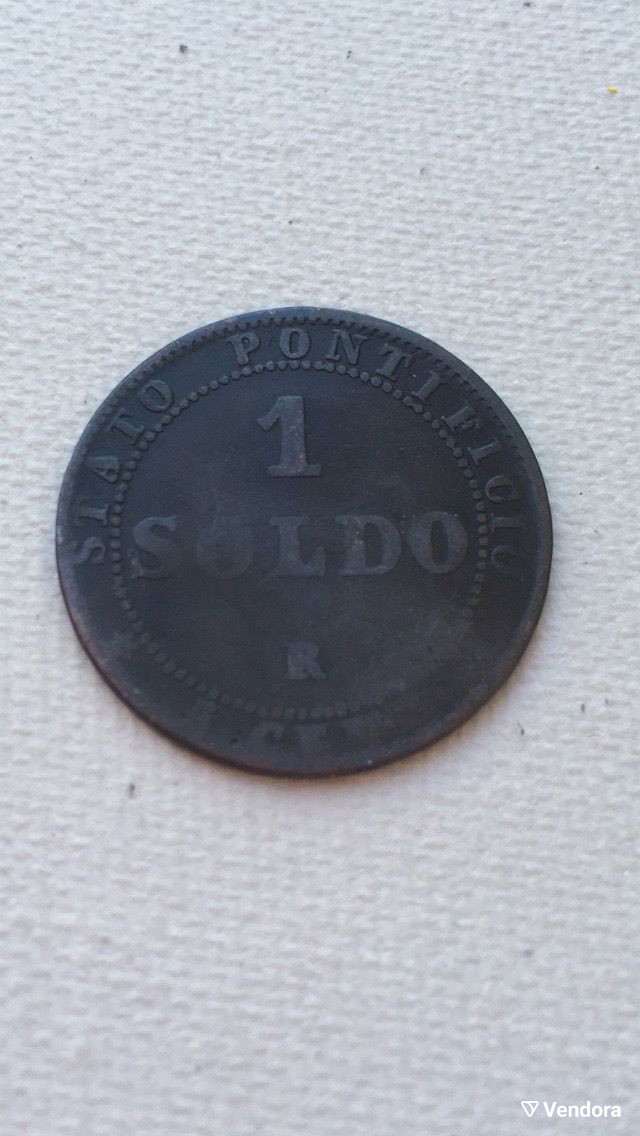 STATO PONTIFICIO
1
SOLDO
R
Vendora